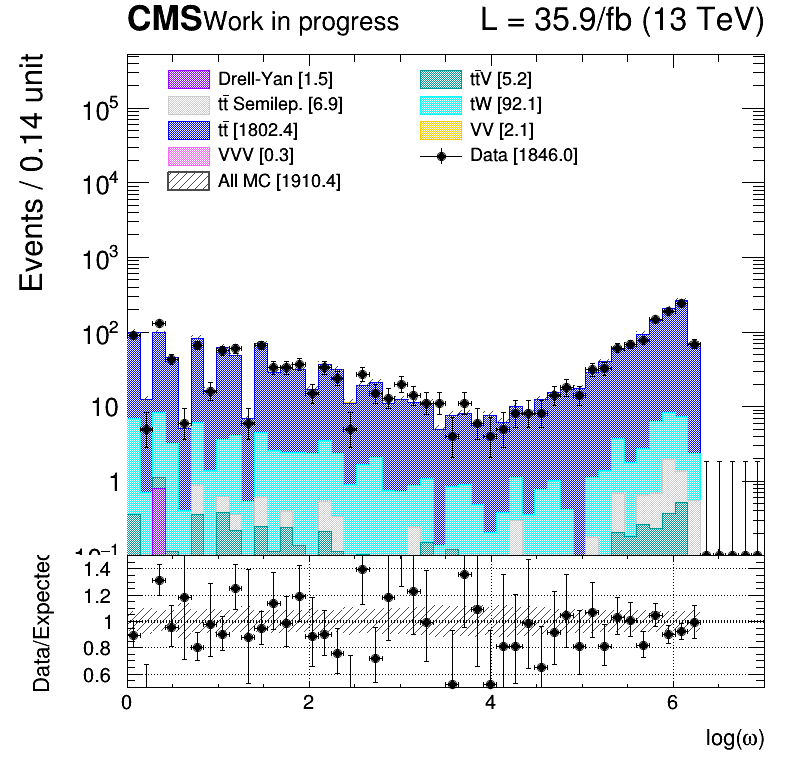 CMS Work in progress L = 35.9/fb (13 TeV)
Events / 0.14 unit
Drell-Yan [1.5]
tt̄ Semilep. [6.9]
tt̄ [1802.4]
VVV [0.3]
All MC [1910.4]
tt̄V [5.2]
tW [92.1]
VV [2.1]
Data [1846.0]
10⁵
10⁴
10³
10²
10
1
10⁻¹
Data/Expected
1.4
1.2
1
0.8
0.6
0 2 4 6
log(ω)